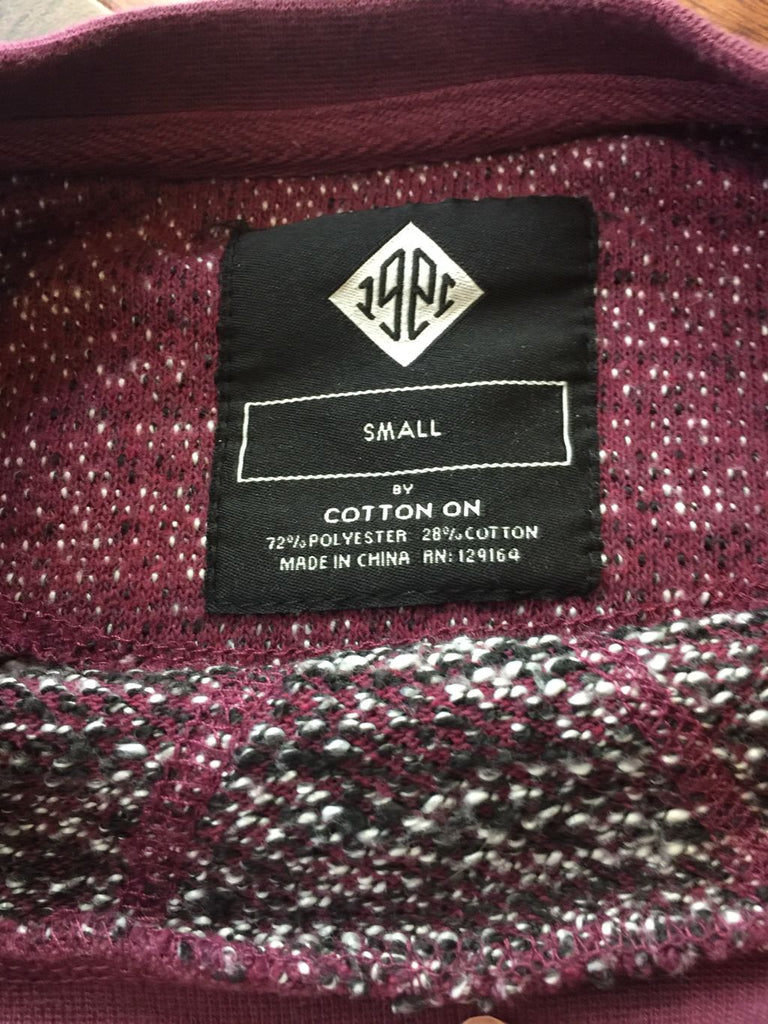 1991
SMALL
BY
COTTON ON
72% POLYESTER 28% COTTON
MADE IN CHINA RN: 129164